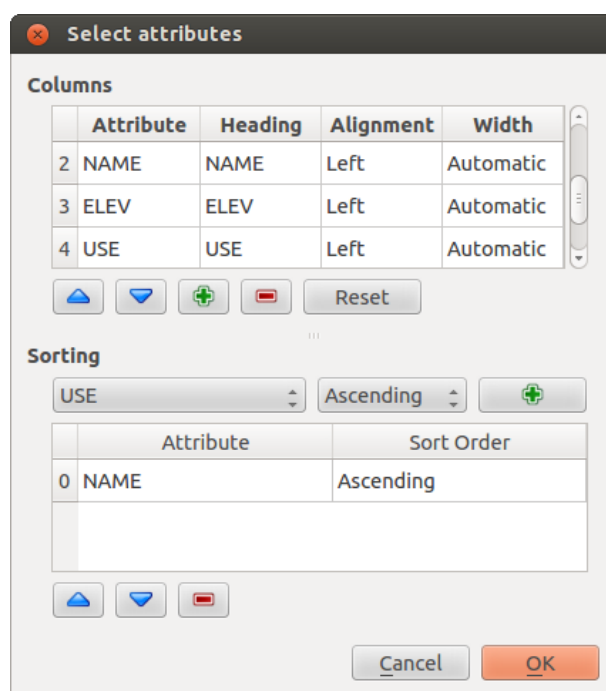 Select attributes
Columns
Attribute Heading Alignment Width
2 NAME NAME Left Automatic
3 ELEV ELEV Left Automatic
4 USE USE Left Automatic
Reset
Sorting
USE Ascending
Attribute Sort Order
0 NAME Ascending
Cancel OK